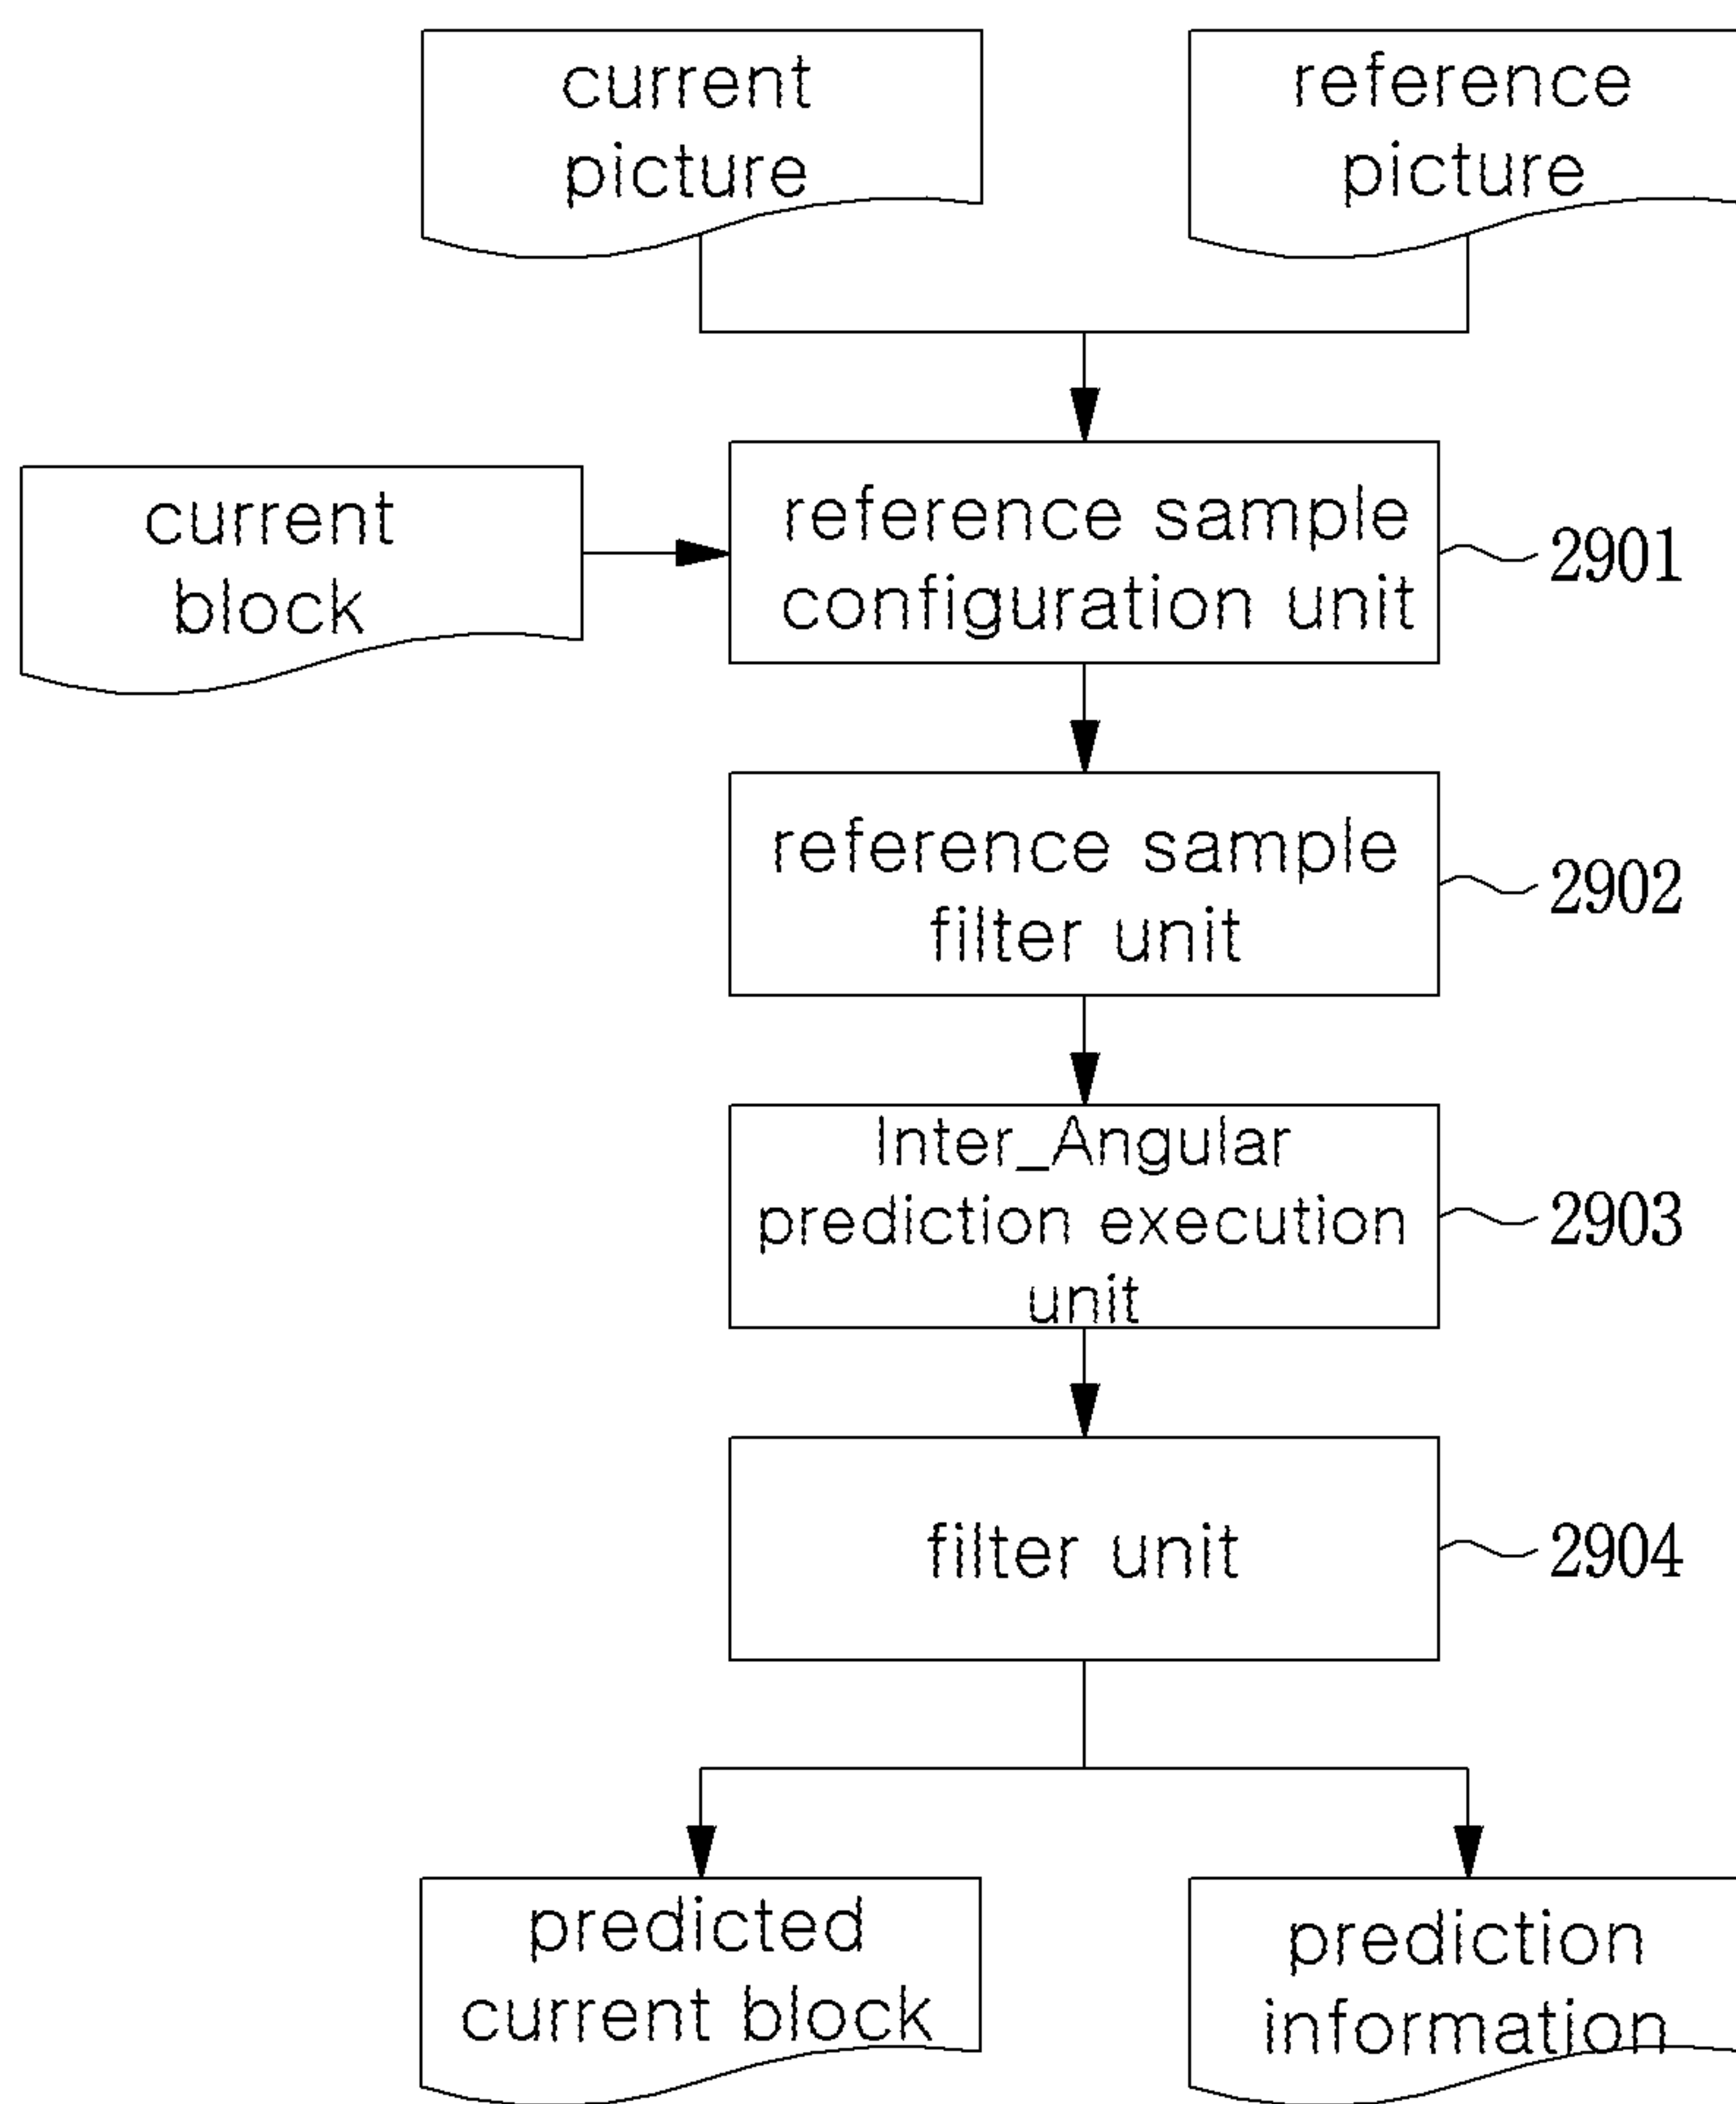 current
picture
reference
picture
current
block
reference sample
configuration unit
2901
reference sample
filter unit
2902
Inter_Angular
prediction execution
unit
2903
filter unit
2904
predicted
current block
prediction
information